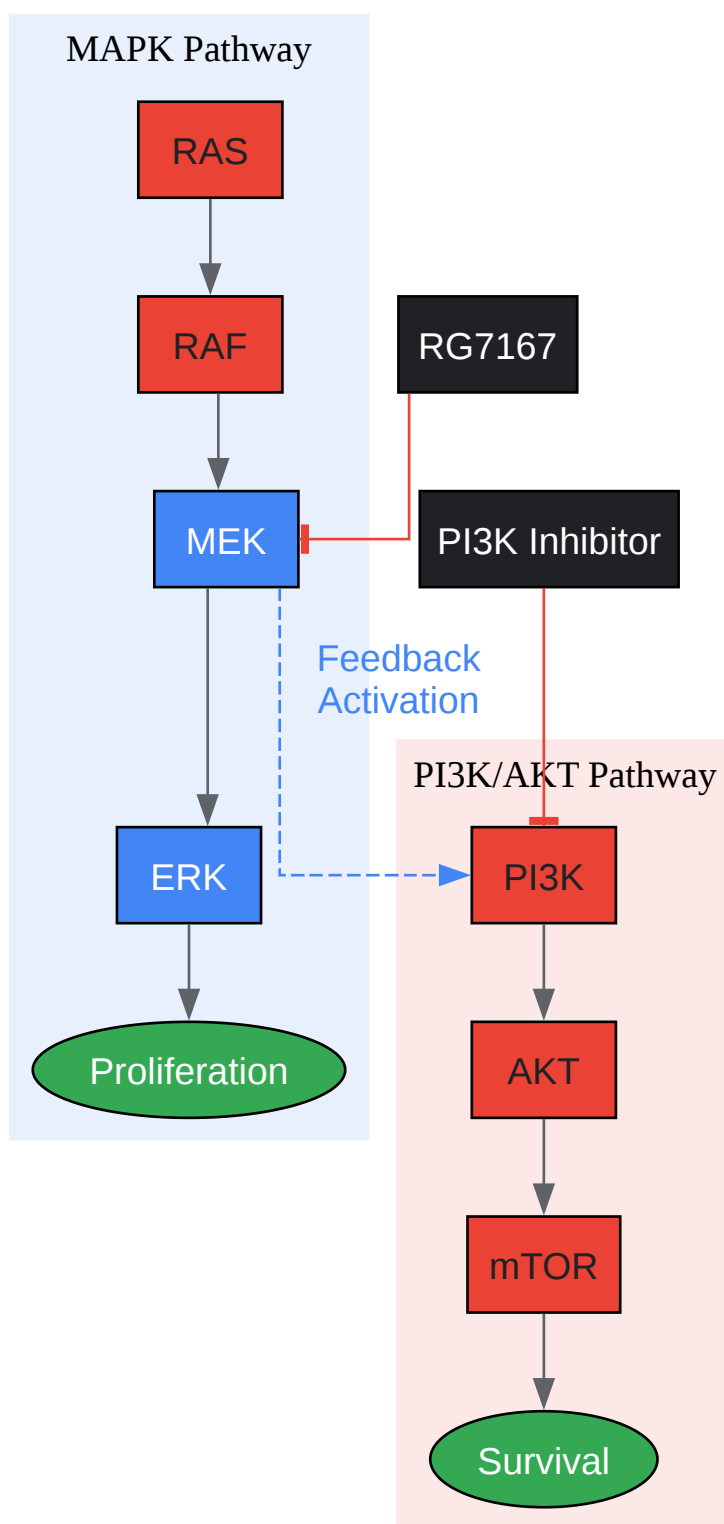 MAPK Pathway
RAS
RAF
RG7167
MEK
PI3K Inhibitor
Feedback
Activation
PI3K/AKT Pathway
ERK
PI3K
Proliferation
AKT
mTOR
Survival